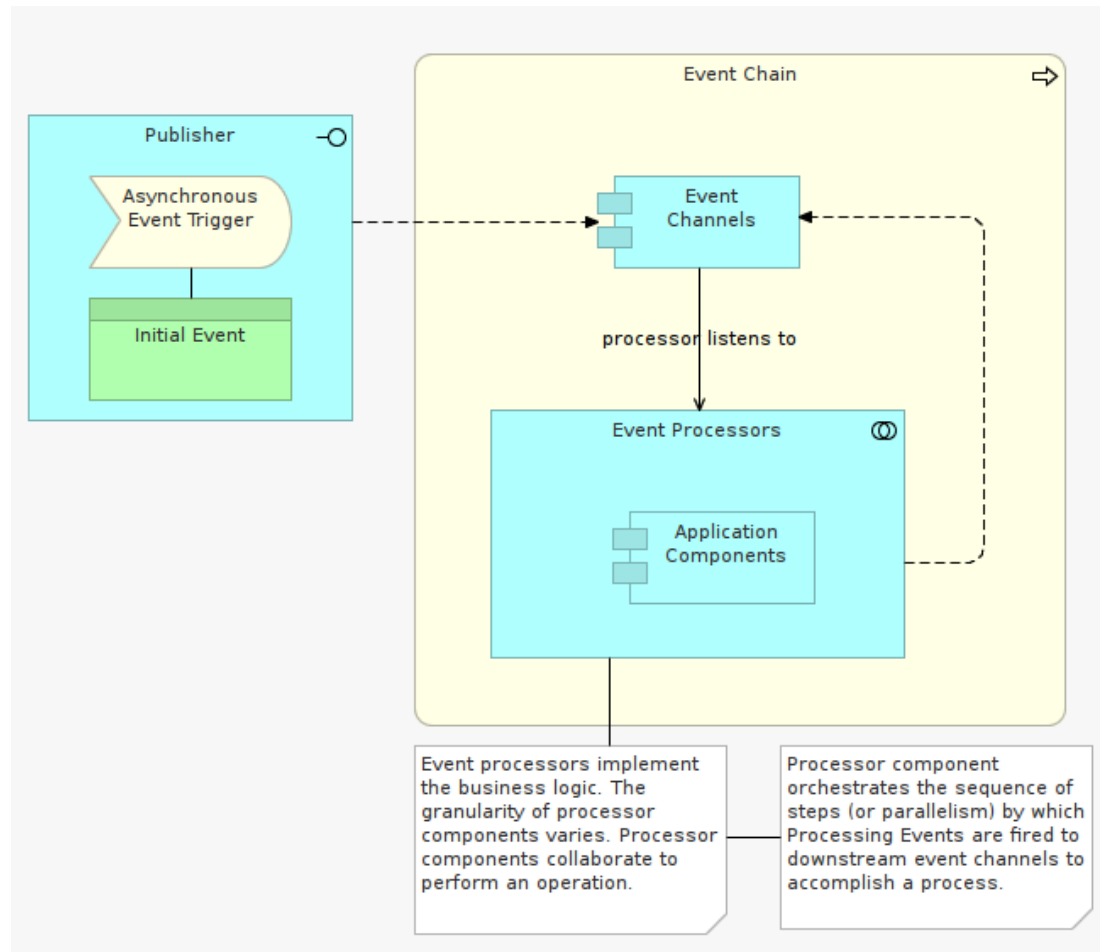 Event Chain
Publisher
Asynchronous
Event Trigger
Initial Event
Event
Channels
processor listens to
Event Processors
Application
Components
Event processors implement
the business logic. The
granularity of processor
components varies. Processor
components collaborate to
perform an operation.
Processor component
orchestrates the sequence of
steps (or parallelism) by which
Processing Events are fired to
downstream event channels to
accomplish a process.